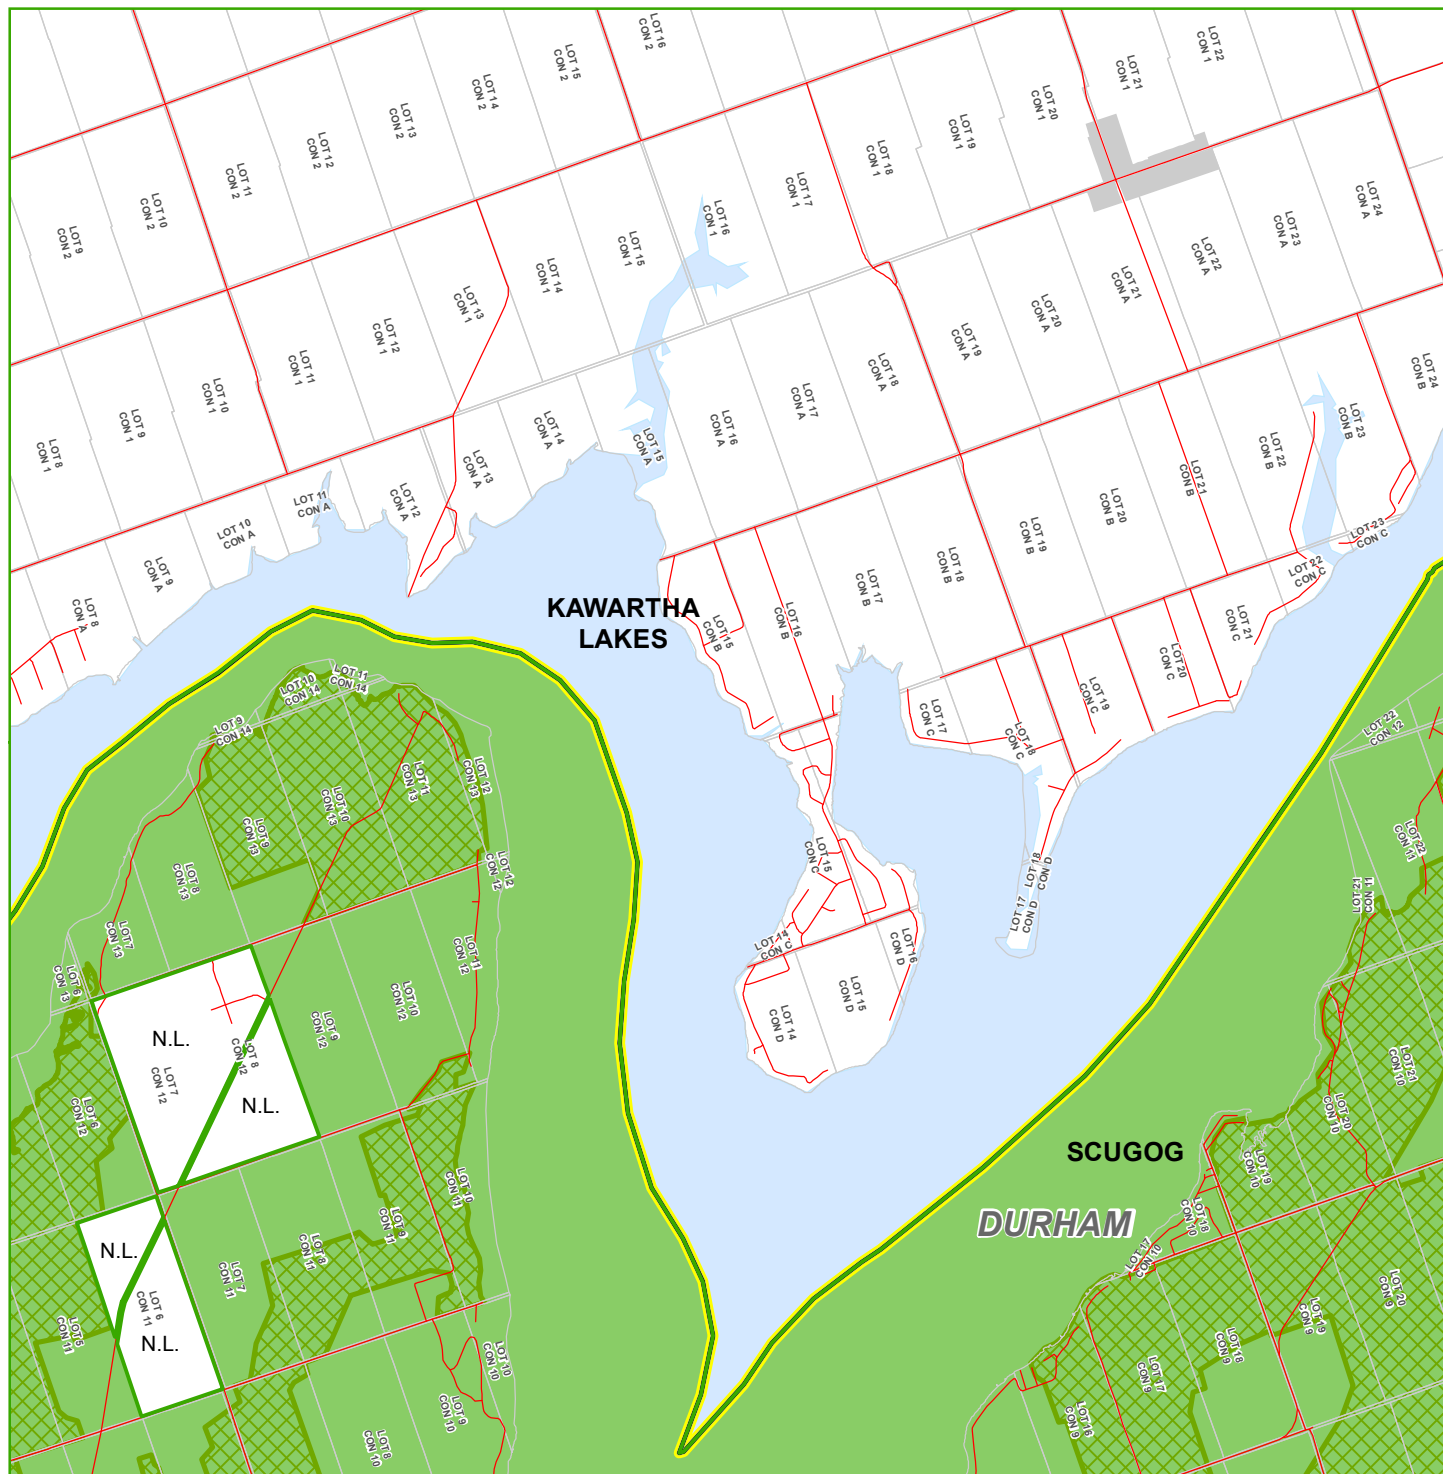 LOT 16
CON 2
LOT 15
CON 2
LOT 14
CON 2
LOT 13
CON 2
LOT 12
CON 2
LOT 11
CON 2
LOT 10
CON 2
LOT 9
CON 2
LOT 22
CON 1
LOT 21
CON 1
LOT 20
CON 1
LOT 19
CON 1
LOT 18
CON 1
LOT 17
CON 1
LOT 16
CON 1
LOT 15
CON 1
LOT 14
CON 1
LOT 13
CON 1
LOT 12
CON 1
LOT 11
CON 1
LOT 10
CON 1
LOT 9
CON 1
LOT 8
CON 1
LOT 24
CON A
LOT 23
CON A
LOT 22
CON A
LOT 21
CON A
LOT 20
CON A
LOT 19
CON A
LOT 18
CON A
LOT 17
CON A
LOT 16
CON A
LOT 15
CON A
LOT 14
CON A
LOT 13
CON A
LOT 12
CON A
LOT 11
CON A
LOT 10
CON A
LOT 9
CON A
LOT 8
CON A
LOT 24
CON B
LOT 23
CON B
LOT 22
CON B
LOT 21
CON B
LOT 20
CON B
LOT 19
CON B
LOT 18
CON B
LOT 17
CON B
LOT 16
CON B
LOT 15
CON B
KAWARTHA
LAKES
LOT 23
CON C
LOT 22
CON C
LOT 21
CON C
LOT 20
CON C
LOT 19
CON C
LOT 18
CON C
LOT 17
CON C
LOT 15
CON C
LOT 14
CON C
LOT 18
CON D
LOT 17
CON D
LOT 16
CON D
LOT 15
CON D
LOT 14
CON D
LOT 11
CON 14
LOT 10
CON 14
LOT 9
CON 14
LOT 12
CON 13
LOT 11
CON 13
LOT 10
CON 13
LOT 9
CON 13
LOT 8
CON 13
LOT 7
CON 13
LOT 6
CON 13
LOT 12
CON 12
LOT 11
CON 12
LOT 10
CON 12
LOT 9
CON 12
LOT 8
CON 12
LOT 7
CON 12
LOT 6
CON 12
N.L.
N.L.
LOT 10
CON 11
LOT 9
CON 11
LOT 8
CON 11
LOT 7
CON 11
LOT 6
CON 11
LOT 5
CON 11
N.L.
N.L.
LOT 10
CON 10
LOT 9
CON 10
LOT 8
CON 10
LOT 22
CON 12
LOT 22
CON 11
LOT 21
CON 11
LOT 21
CON 10
LOT 20
CON 10
LOT 19
CON 10
LOT 18
CON 10
LOT 17
CON 10
SCUGOG
DURHAM
LOT 20
CON 9
LOT 19
CON 9
LOT 18
CON 9
LOT 17
CON 9
LOT 16
CON 9